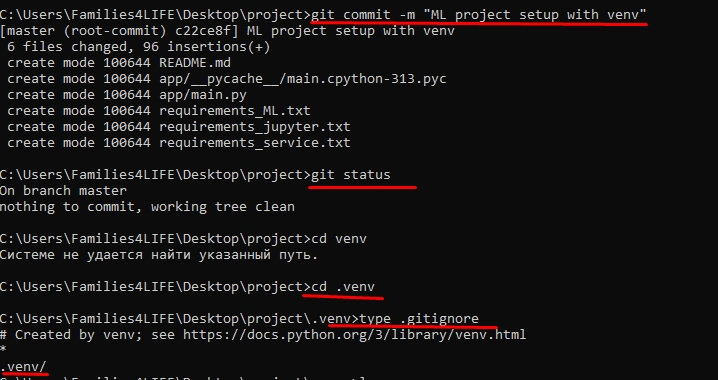 C:\Users\Families4LIFE\Desktop\project>git commit -m "ML project setup with venv"
[master (root-commit) c22ce8f] ML project setup with venv
 6 files changed, 96 insertions(+)
 create mode 100644 README.md
 create mode 100644 app/__pycache__/main.cpython-313.pyc
 create mode 100644 app/main.py
 create mode 100644 requirements_ML.txt
 create mode 100644 requirements_jupyter.txt
 create mode 100644 requirements_service.txt
C:\Users\Families4LIFE\Desktop\project>git status
On branch master
nothing to commit, working tree clean
C:\Users\Families4LIFE\Desktop\project>cd venv
Системе не удается найти указанный путь.
C:\Users\Families4LIFE\Desktop\project>cd .venv
C:\Users\Families4LIFE\Desktop\project\.venv>type .gitignore
# Created by venv; see https://docs.python.org/3/library/venv.html
*
.venv/